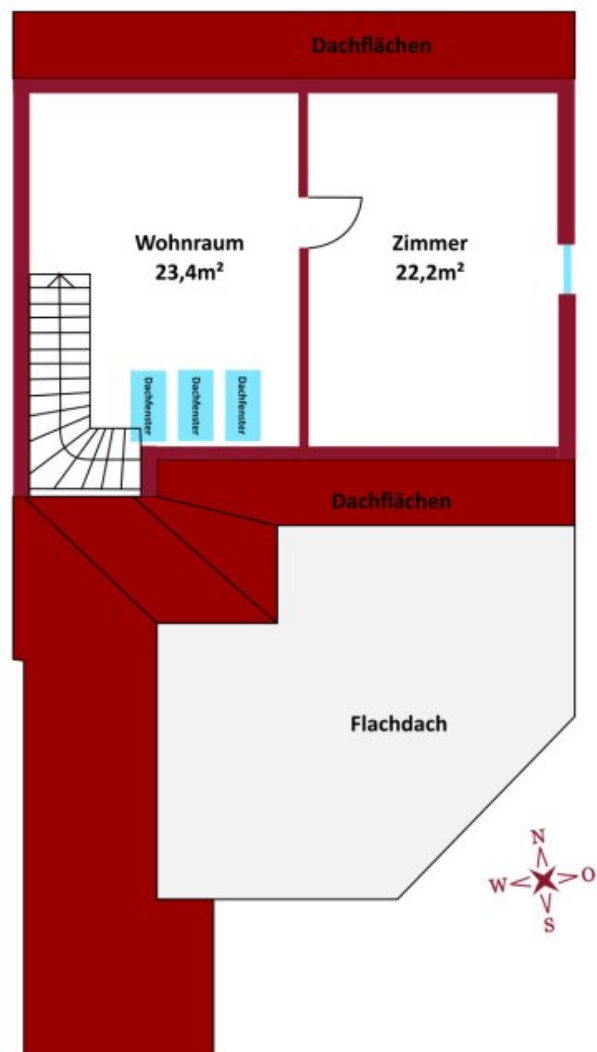 Dachflächen
Wohnraum
23,4m²
Zimmer
22,2m²
Dachfenster
Dachfenster
Dachfenster
Dachflächen
Flachdach
N
W
O
S